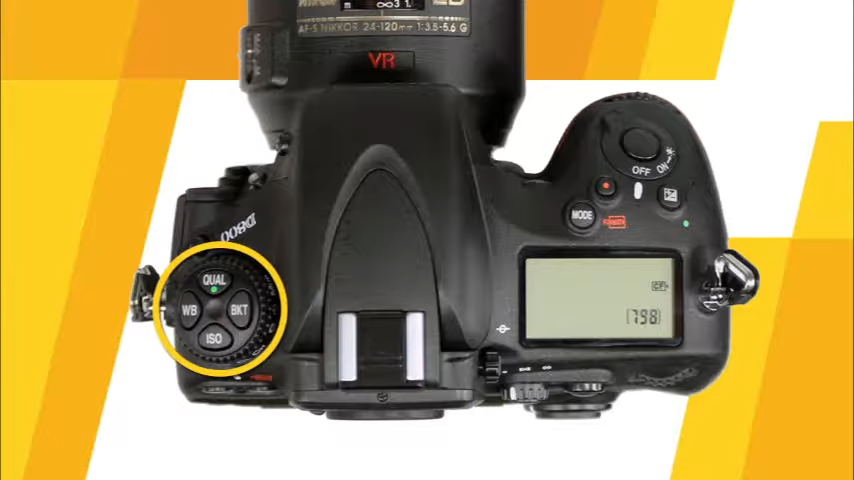 AF-S NIKKOR 24-120mm 1:3.5-5.6 G
VR
OFF ON
MODE
D800
QUAL
WB
BKT
ISO
CF
[798]